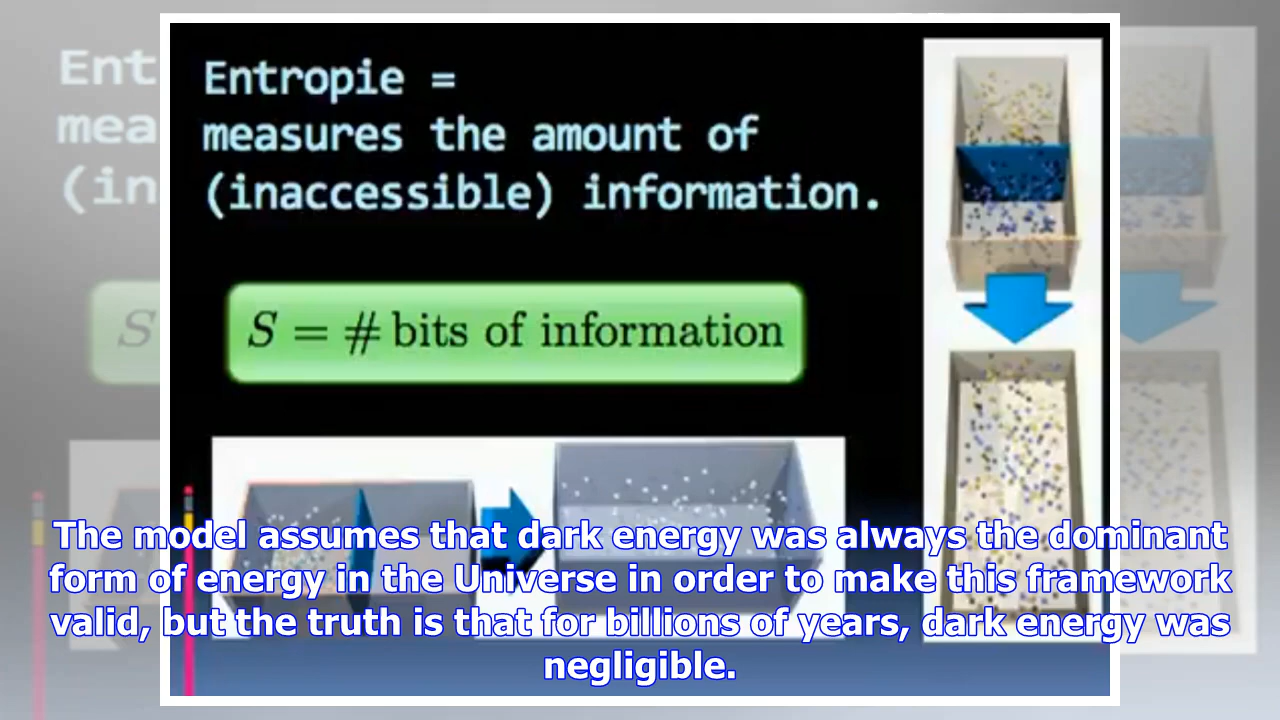 Entropie =
measures the amount of
(inaccessible) information.
S = # bits of information
The model assumes that dark energy was always the dominant
form of energy in the Universe in order to make this framework
valid, but the truth is that for billions of years, dark energy was
negligible.